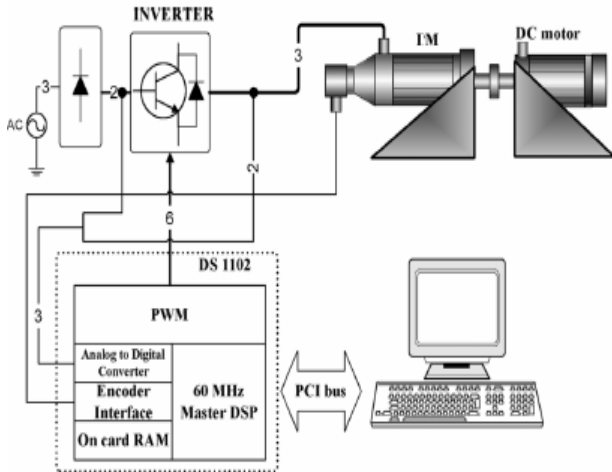 INVERTER
3
I'M
DC motor
3
2
AC
2
6
DS 1102
PWM
3
Analog to Digital
Converter
Encoder
Interface
On card RAM
60 MHz
Master DSP
PCI bus